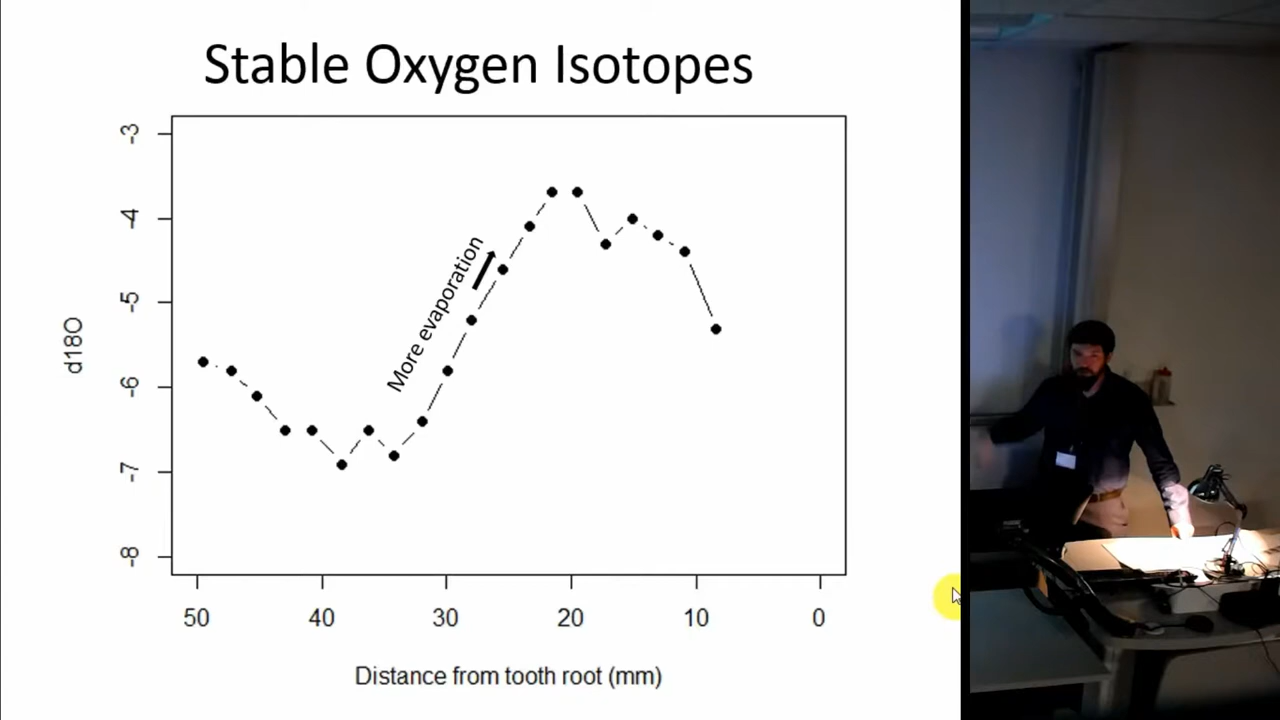 Stable Oxygen Isotopes
-3
-4
-5
-6
-7
-8
d18O
More evaporation
50 40 30 20 10 0
Distance from tooth root (mm)